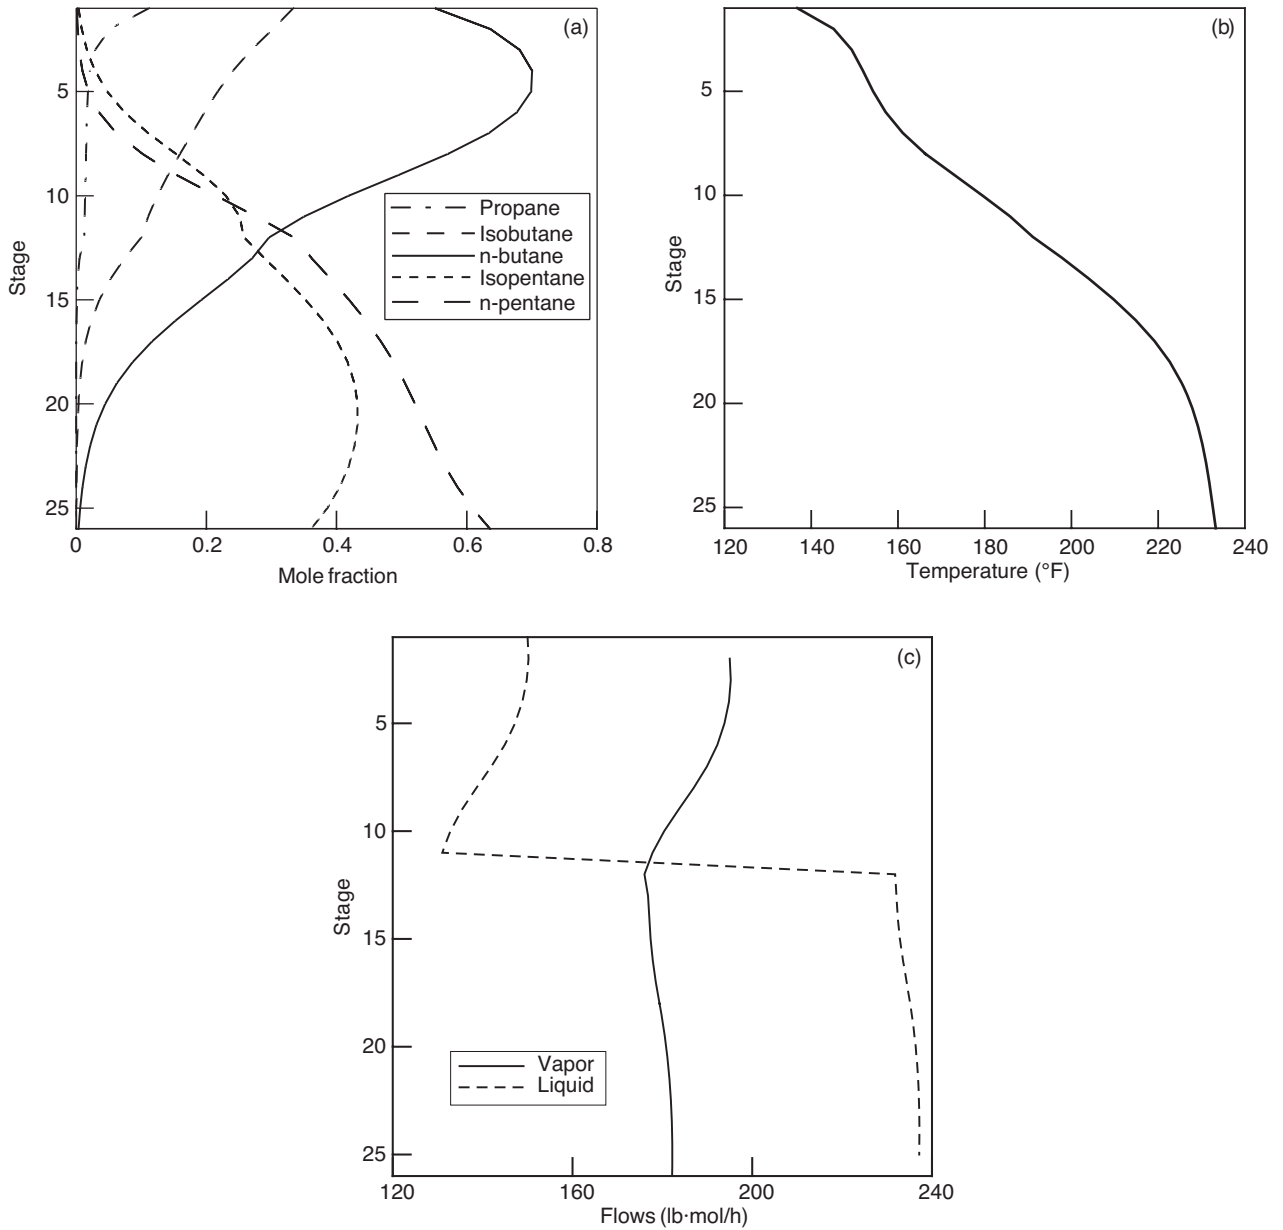 (a)
Stage
5
10
15
20
25
0
0.2
0.4
0.6
0.8
Mole fraction
Propane
Isobutane
n-butane
Isopentane
n-pentane
(b)
Stage
5
10
15
20
25
120
140
160
180
200
220
240
Temperature (°F)
(c)
Stage
5
10
15
20
25
Vapor
Liquid
120
160
200
240
Flows (lb·mol/h)